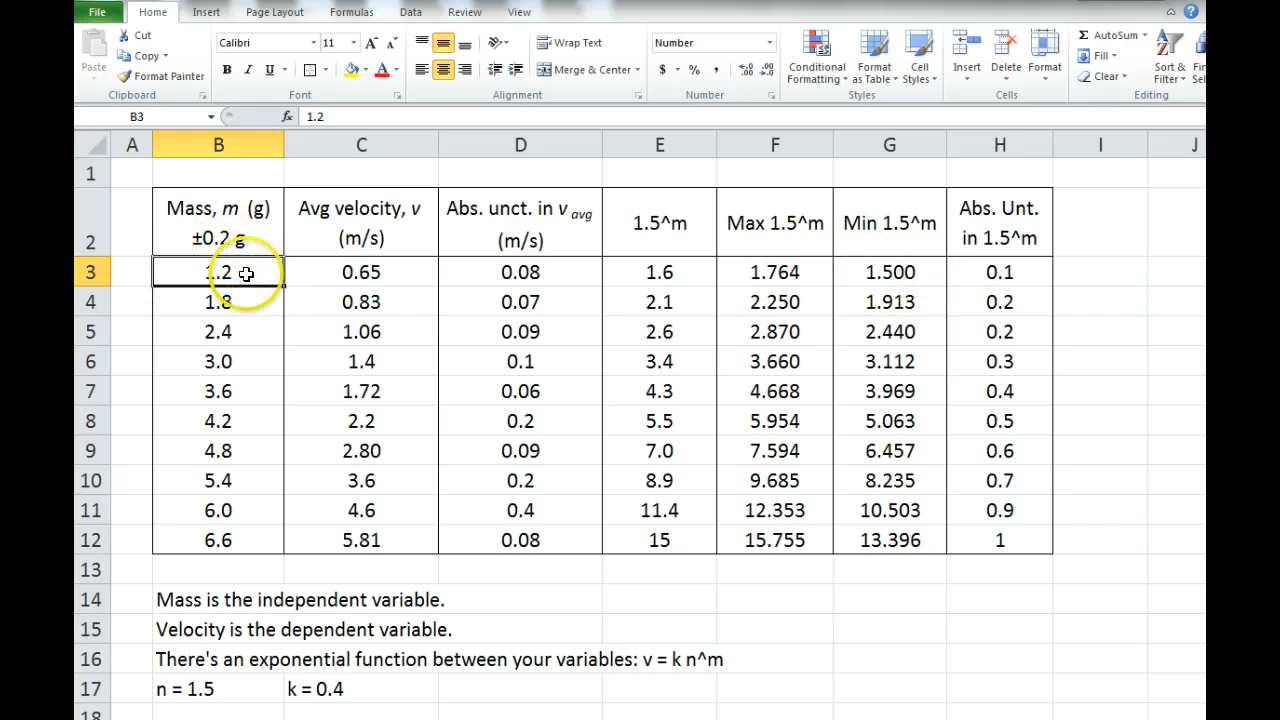 File Home Insert Page Layout Formulas Data Review View
Cut Calibri 11 Wrap Text Number AutoSum
Copy Fill
Paste Format Painter B I U Merge & Center $ % , Conditional Formatting Format as Table Cell Styles Insert Delete Format Clear Sort & Filter
Clipboard Font Alignment Number Styles Cells Editing
B3 fx 1.2
A B C D E F G H I J
1
2 Mass, m (g) ±0.2 g Avg velocity, v (m/s) Abs. unct. in v avg (m/s) 1.5^m Max 1.5^m Min 1.5^m Abs. Unt. in 1.5^m
3 1.2 0.65 0.08 1.6 1.764 1.500 0.1
4 1.8 0.83 0.07 2.1 2.250 1.913 0.2
5 2.4 1.06 0.09 2.6 2.870 2.440 0.2
6 3.0 1.4 0.1 3.4 3.660 3.112 0.3
7 3.6 1.72 0.06 4.3 4.668 3.969 0.4
8 4.2 2.2 0.2 5.5 5.954 5.063 0.5
9 4.8 2.80 0.09 7.0 7.594 6.457 0.6
10 5.4 3.6 0.2 8.9 9.685 8.235 0.7
11 6.0 4.6 0.4 11.4 12.353 10.503 0.9
12 6.6 5.81 0.08 15 15.755 13.396 1
13
14 Mass is the independent variable.
15 Velocity is the dependent variable.
16 There's an exponential function between your variables: v = k n^m
17 n = 1.5 k = 0.4
18